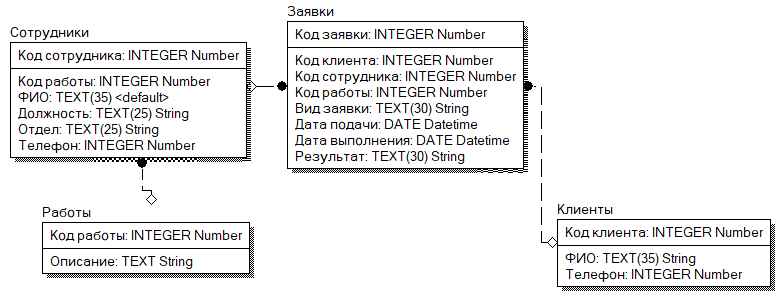 Сотрудники
Код сотрудника: INTEGER Number
Код работы: INTEGER Number
ФИО: TEXT(35) <default>
Должность: TEXT(25) String
Отдел: TEXT(25) String
Телефон: INTEGER Number
Заявки
Код заявки: INTEGER Number
Код клиента: INTEGER Number
Код сотрудника: INTEGER Number
Код работы: INTEGER Number
Вид заявки: TEXT(30) String
Дата подачи: DATE Datetime
Дата выполнения: DATE Datetime
Результат: TEXT(30) String
Работы
Код работы: INTEGER Number
Описание: TEXT String
Клиенты
Код клиента: INTEGER Number
ФИО: TEXT(35) String
Телефон: INTEGER Number